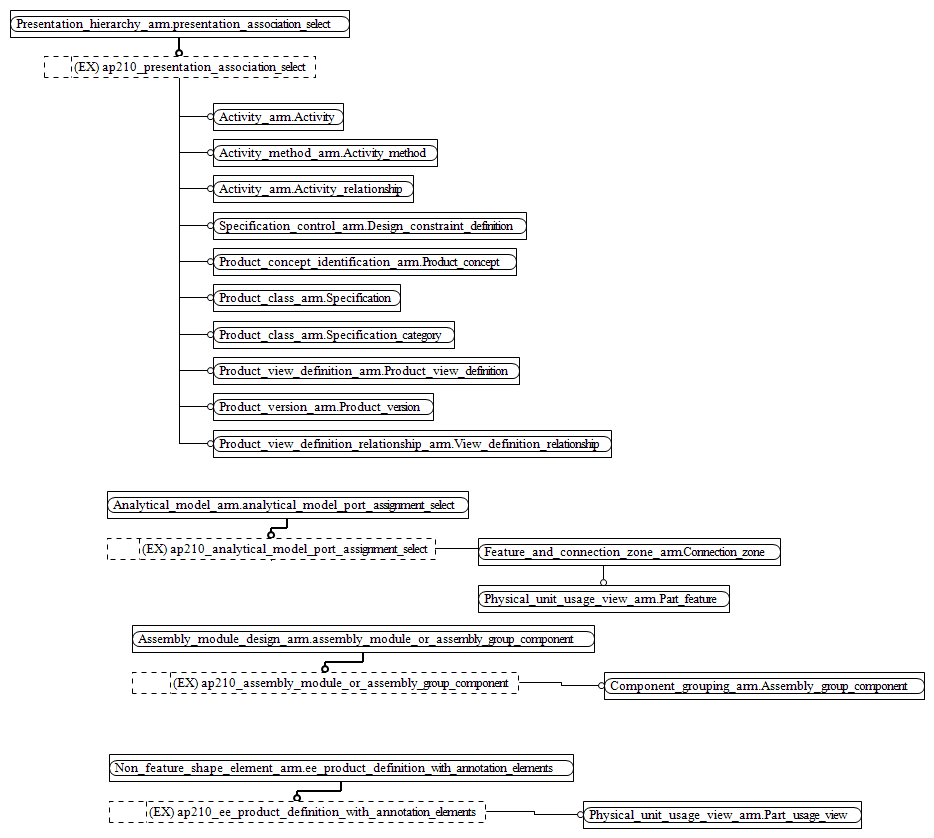 Presentation_hierarchy_arm.presentation_association_select
(EX) ap210_presentation_association_select
Activity_arm.Activity
Activity_method_arm.Activity_method
Activity_arm.Activity_relationship
Specification_control_arm.Design_constraint_definition
Product_concept_identification_arm.Product_concept
Product_class_arm.Specification
Product_class_arm.Specification_category
Product_view_definition_arm.Product_view_definition
Product_version_arm.Product_version
Product_view_definition_relationship_arm.View_definition_relationship
Analytical_model_arm.analytical_model_port_assignment_select
(EX) ap210_analytical_model_port_assignment_select
Feature_and_connection_zone_arm.Connection_zone
Physical_unit_usage_view_arm.Part_feature
Assembly_module_design_arm.assembly_module_or_assembly_group_component
(EX) ap210_assembly_module_or_assembly_group_component
Component_grouping_arm.Assembly_group_component
Non_feature_shape_element_arm.ee_product_definition_with_annotation_elements
(EX) ap210_ee_product_definition_with_annotation_elements
Physical_unit_usage_view_arm.Part_usage_view